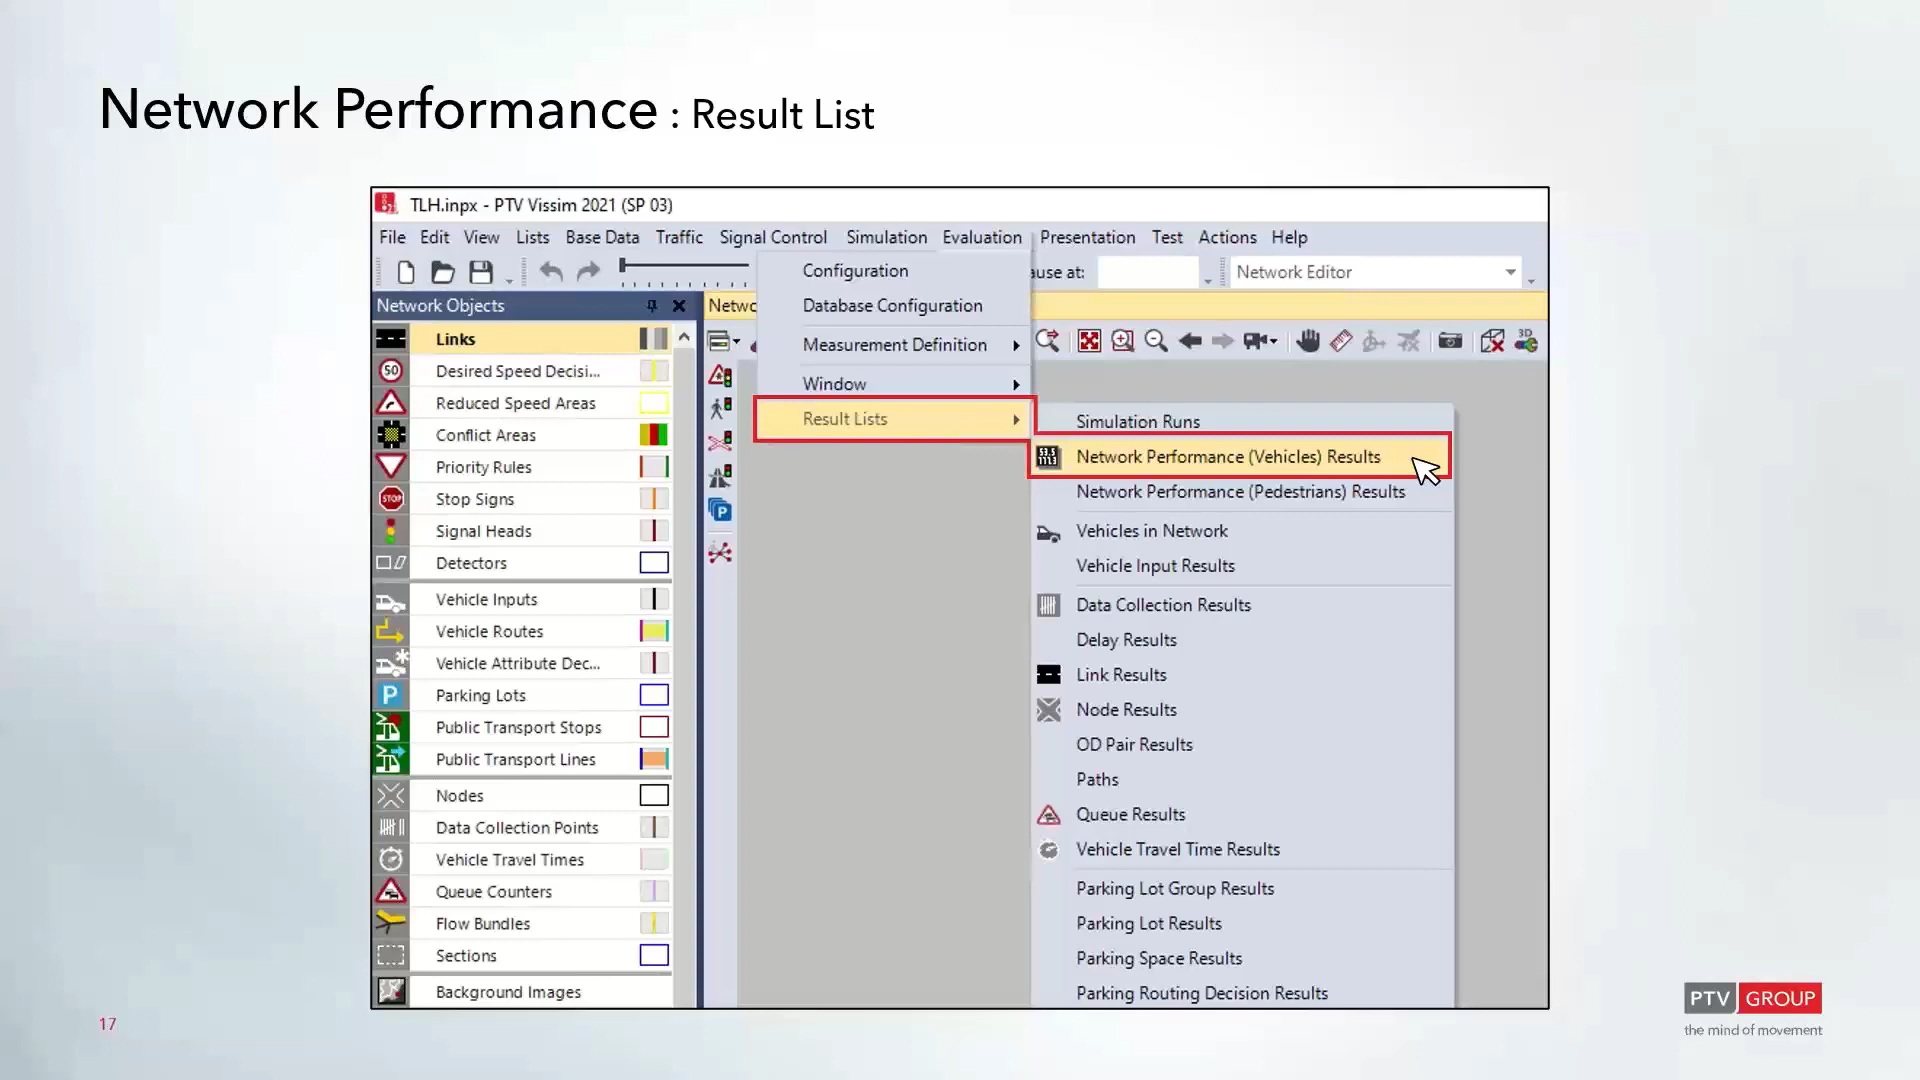 Network Performance : Result List
TLH.inpx - PTV Vissim 2021 (SP 03)
File Edit View Lists Base Data Traffic Signal Control Simulation Evaluation Presentation Test Actions Help
ause at:
Network Editor
Network Objects
Netwo
Links
Desired Speed Decisi...
50
Reduced Speed Areas
Conflict Areas
Priority Rules
Stop Signs
STOP
Signal Heads
Detectors
Vehicle Inputs
Vehicle Routes
Vehicle Attribute Dec...
Parking Lots
P
Public Transport Stops
Public Transport Lines
Nodes
Data Collection Points
Vehicle Travel Times
Queue Counters
Flow Bundles
Sections
Background Images
P
3D
Configuration
Database Configuration
Measurement Definition
Window
Result Lists
Simulation Runs
Network Performance (Vehicles) Results
Network Performance (Pedestrians) Results
Vehicles in Network
Vehicle Input Results
Data Collection Results
Delay Results
Link Results
Node Results
OD Pair Results
Paths
Queue Results
Vehicle Travel Time Results
Parking Lot Group Results
Parking Lot Results
Parking Space Results
Parking Routing Decision Results
17
PTV GROUP
the mind of movement